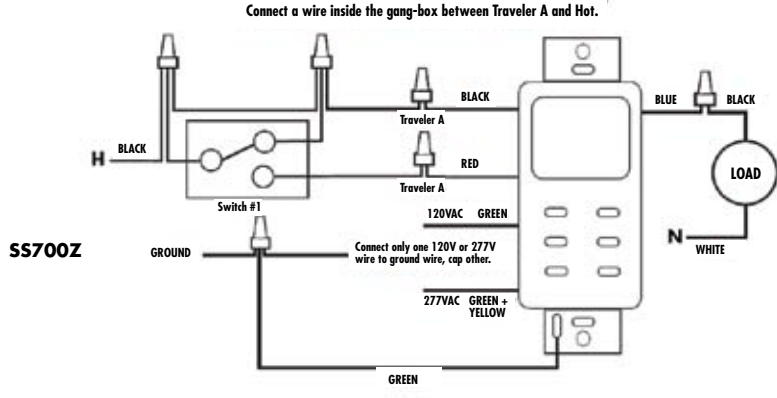 Connect a wire inside the gang-box between Traveler A and Hot.
BLACK
BLUE
BLACK
Traveler A
BLACK
H
RED
LOAD
Traveler A
Switch #1
120VAC GREEN
N
WHITE
SS700Z
GROUND
Connect only one 120V or 277V
wire to ground wire, cap other.
277VAC GREEN +
YELLOW
GREEN